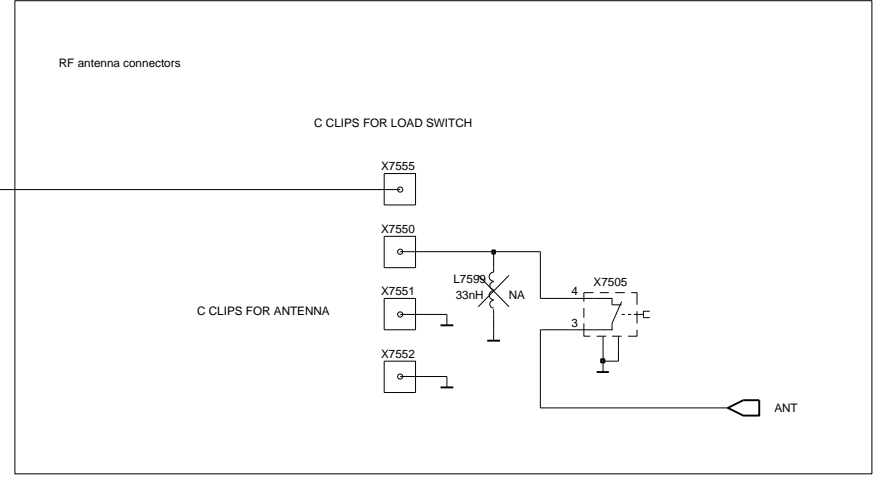 RF antenna connectors
C CLIPS FOR LOAD SWITCH
X7555
X7550
L7599
33nH NA
X7505
4
3
X7551
C CLIPS FOR ANTENNA
X7552
ANT